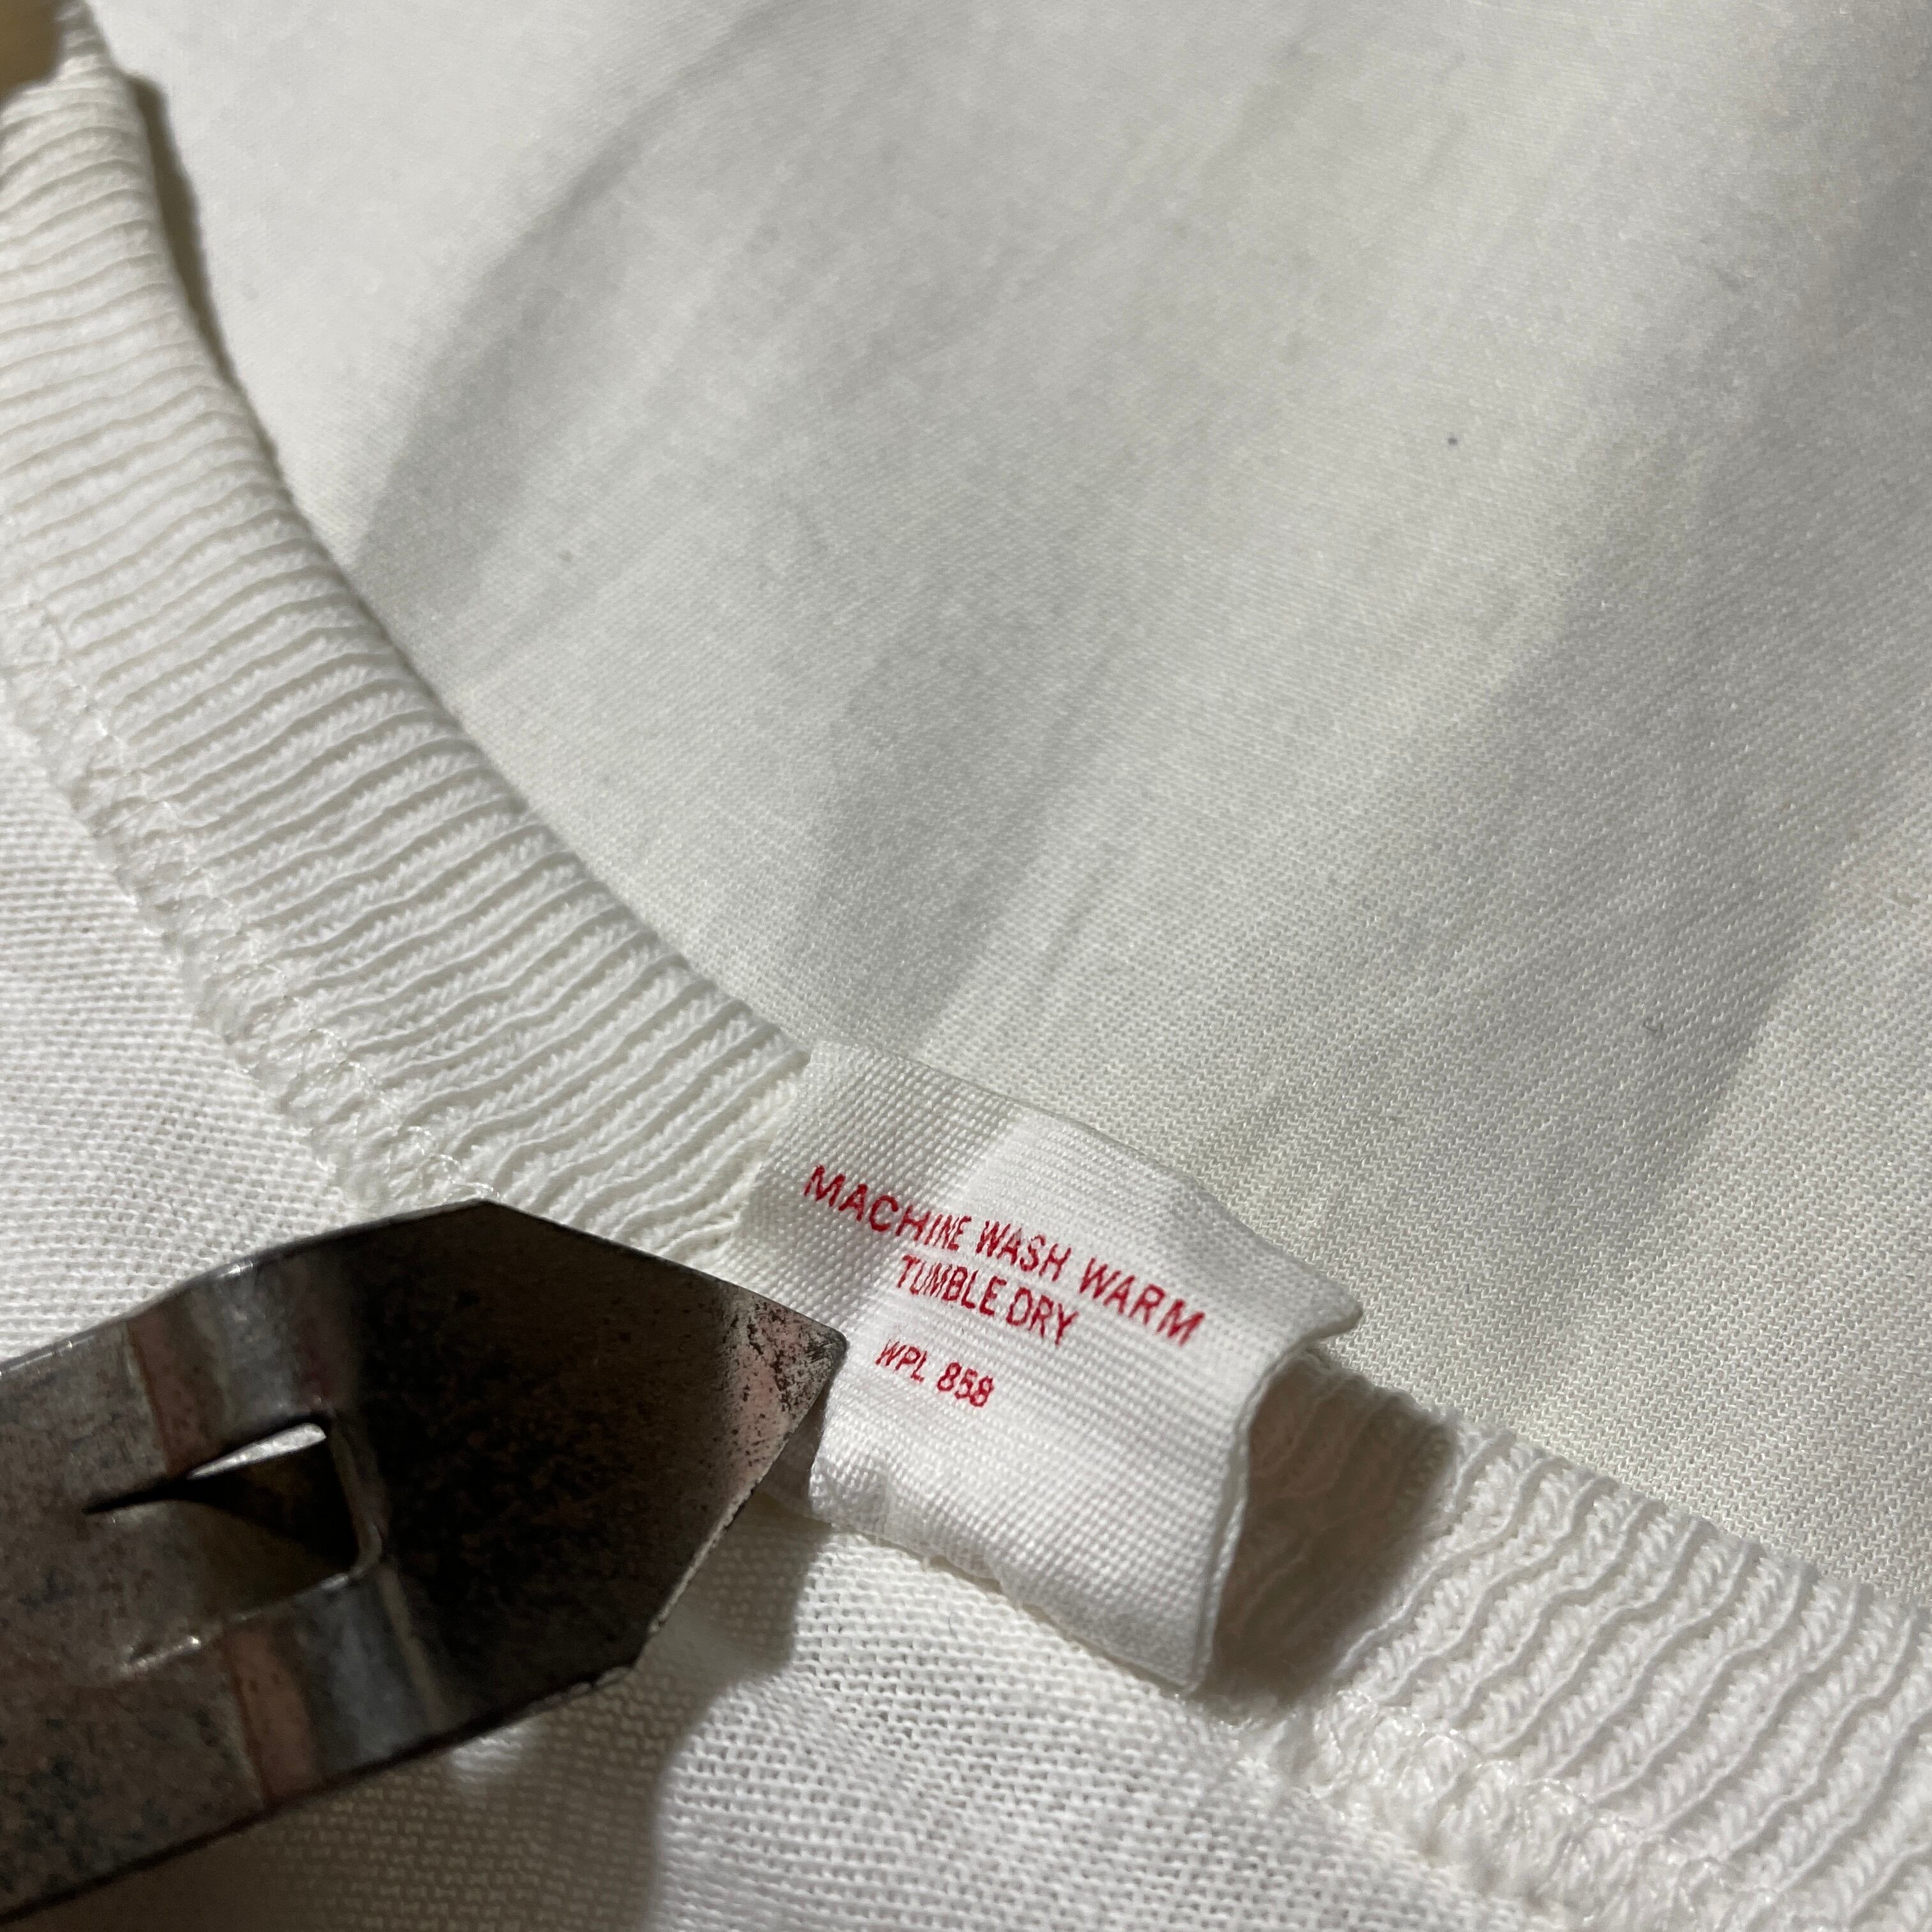 MACHINE WASH WARM
TUMBLE DRY
WPL 858